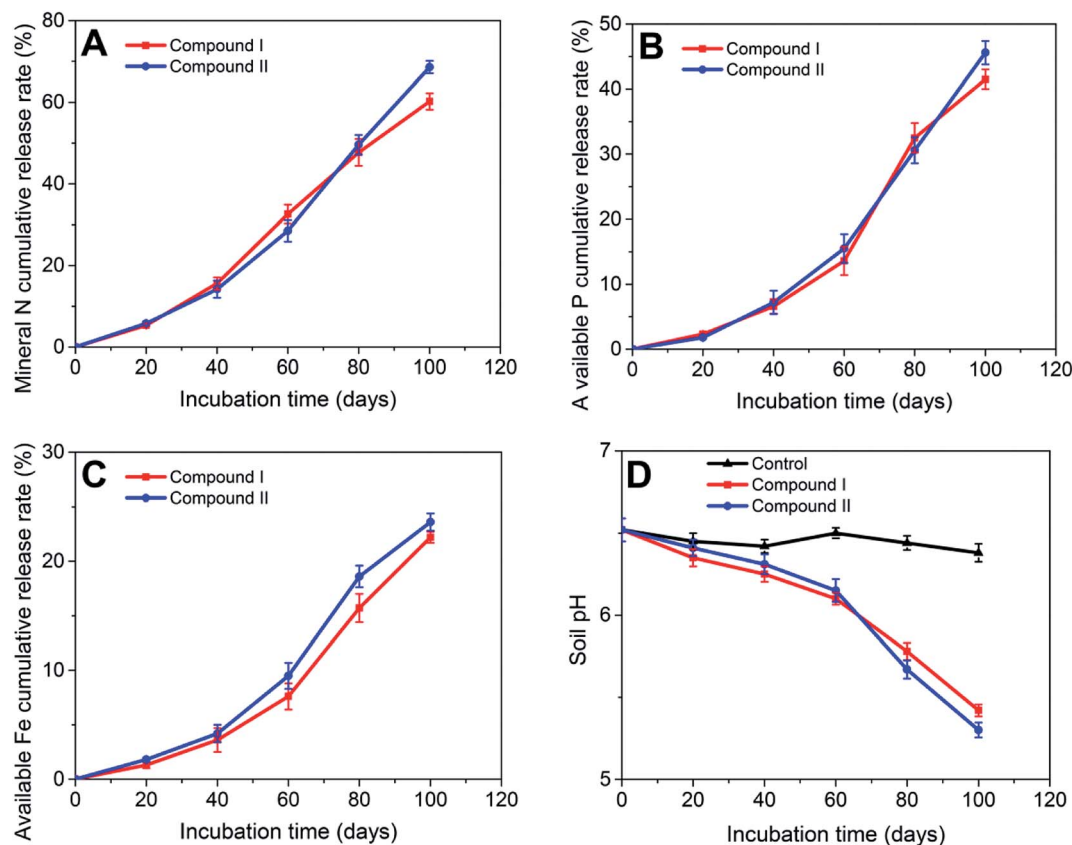 A
Compound I
Compound II
Mineral N cumulative release rate (%)
80
60
40
20
0
0 20 40 60 80 100 120
Incubation time (days)
B
Compound I
Compound II
A vailable P cumulative release rate (%)
50
40
30
20
10
0
0 20 40 60 80 100 120
Incubation time (days)
C
Compound I
Compound II
Available Fe cumulative release rate (%)
30
20
10
0
0 20 40 60 80 100 120
Incubation time (days)
D
Control
Compound I
Compound II
Soil pH
7
6
5
0 20 40 60 80 100 120
Incubation time (days)